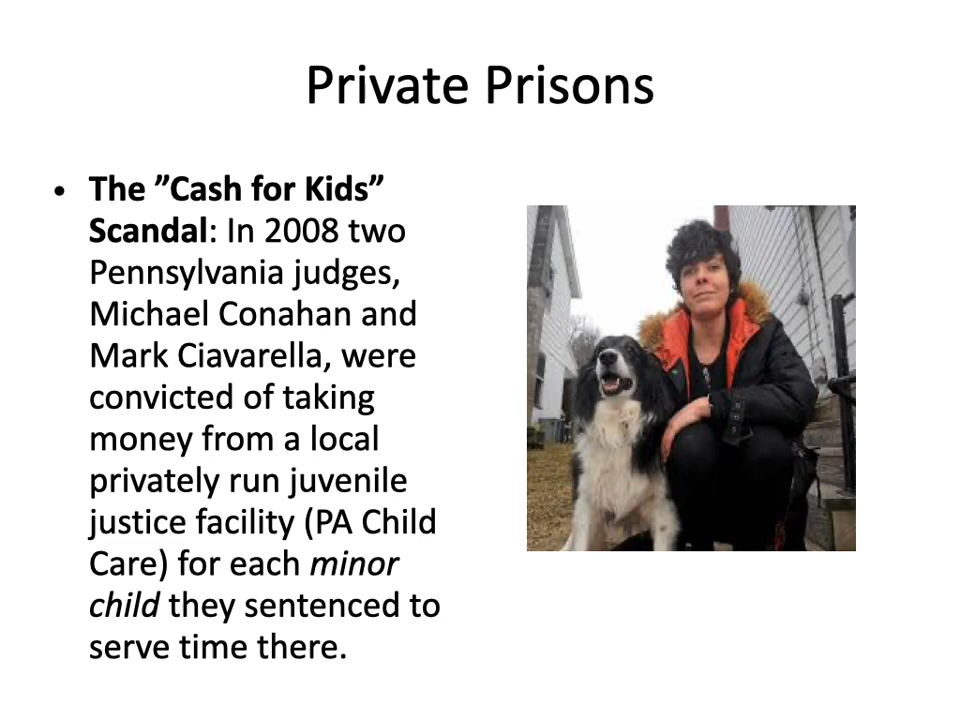 Private Prisons
• The ”Cash for Kids”
Scandal: In 2008 two
Pennsylvania judges,
Michael Conahan and
Mark Ciavarella, were
convicted of taking
money from a local
privately run juvenile
justice facility (PA Child
Care) for each minor
child they sentenced to
serve time there.